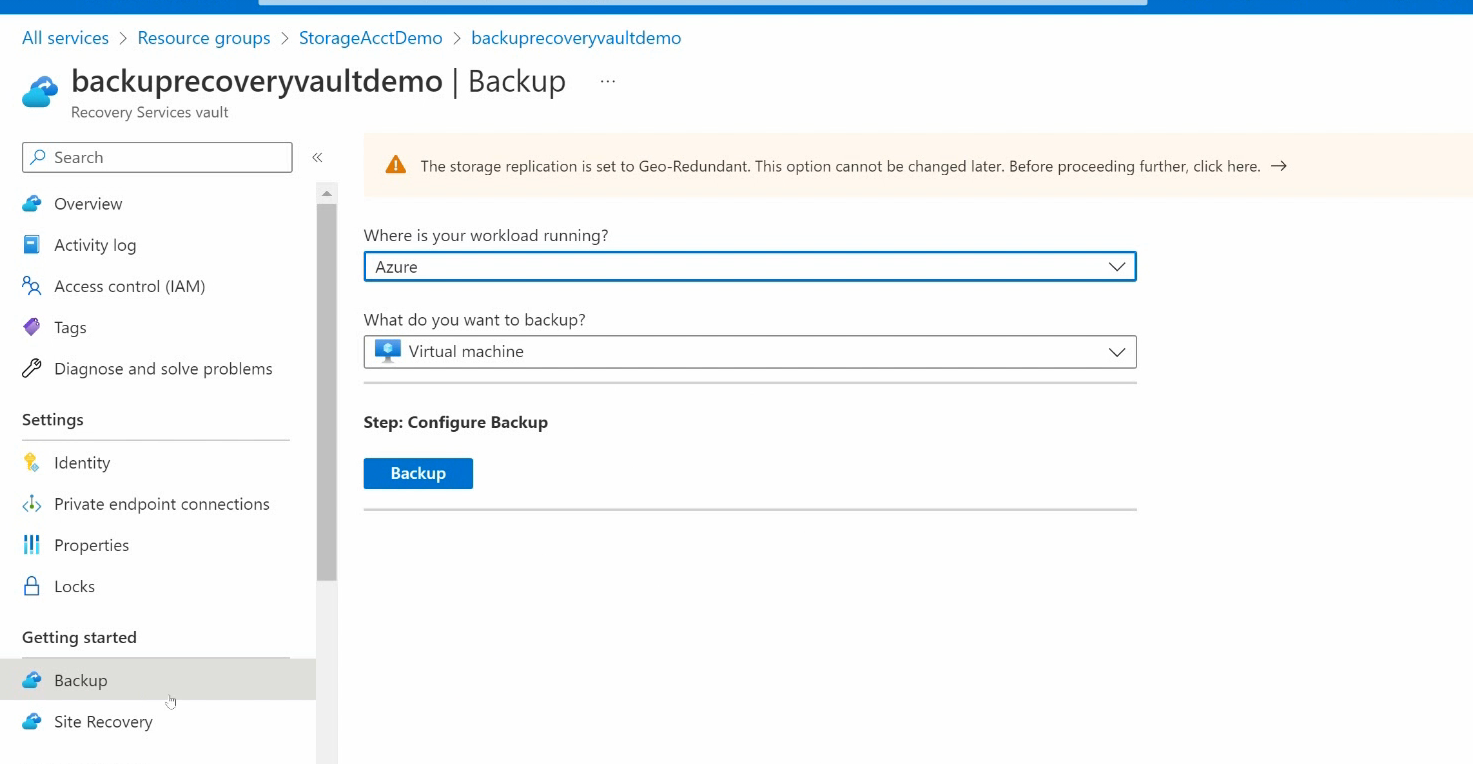 All services > Resource groups > StorageAcctDemo > backuprecoveryvaultdemo
backuprecoveryvaultdemo | Backup ...
Recovery Services vault
Search «
Overview
Activity log
Access control (IAM)
Tags
Diagnose and solve problems
Settings
Identity
Private endpoint connections
Properties
Locks
Getting started
Backup
Site Recovery
The storage replication is set to Geo-Redundant. This option cannot be changed later. Before proceeding further, click here. →
Where is your workload running?
Azure
What do you want to backup?
Virtual machine
Step: Configure Backup
Backup